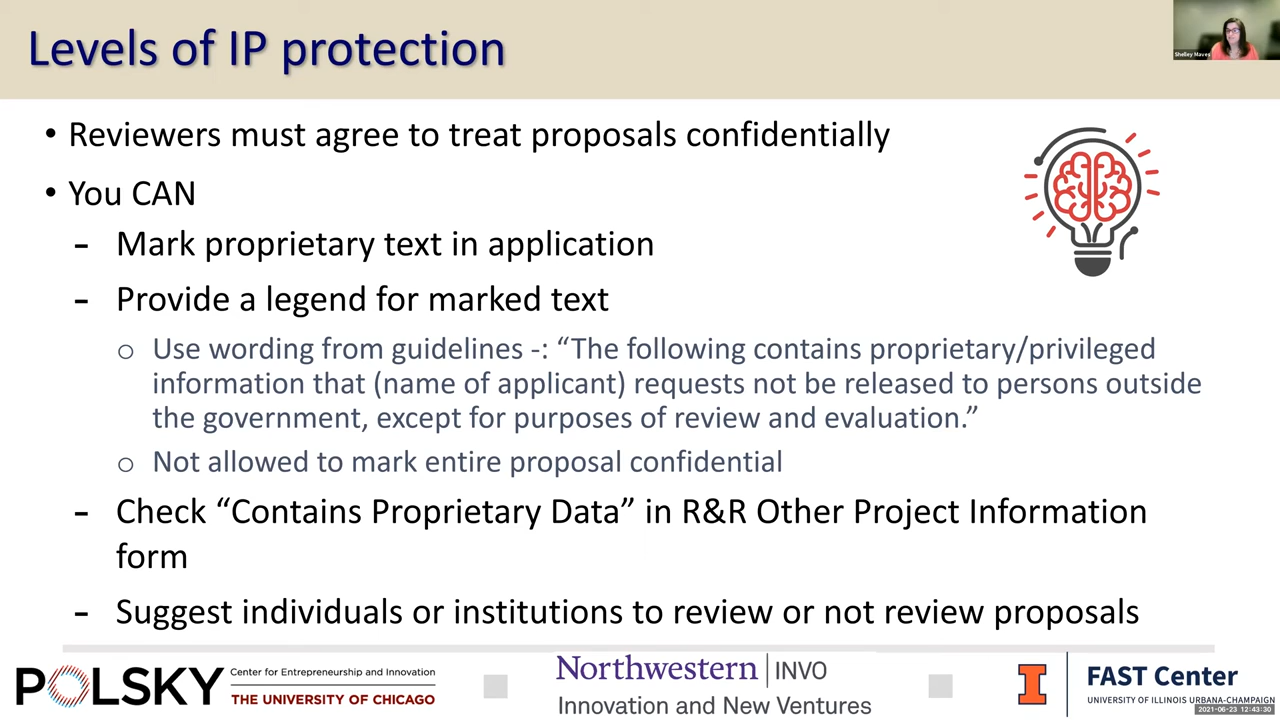 Levels of IP protection
Shelley Maves
• Reviewers must agree to treat proposals confidentially
• You CAN
- Mark proprietary text in application
- Provide a legend for marked text
o Use wording from guidelines -: “The following contains proprietary/privileged
information that (name of applicant) requests not be released to persons outside
the government, except for purposes of review and evaluation.”
o Not allowed to mark entire proposal confidential
- Check “Contains Proprietary Data” in R&R Other Project Information
form
- Suggest individuals or institutions to review or not review proposals
POLSKY
Center for Entrepreneurship and Innovation
THE UNIVERSITY OF CHICAGO
Northwestern | INVO
Innovation and New Ventures
I
FAST Center
UNIVERSITY OF ILLINOIS URBANA-CHAMPAIGN
2021-06-23 12:43:30